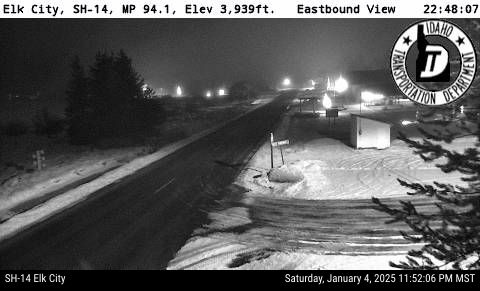 Elk City, SH-14, MP 94.1, Elev 3,939ft. Eastbound View 22:48:07
IDAHO
TRANSPORTATION DEPARTMENT
SH-14 Elk City Saturday, January 4, 2025 11:52:06 PM MST